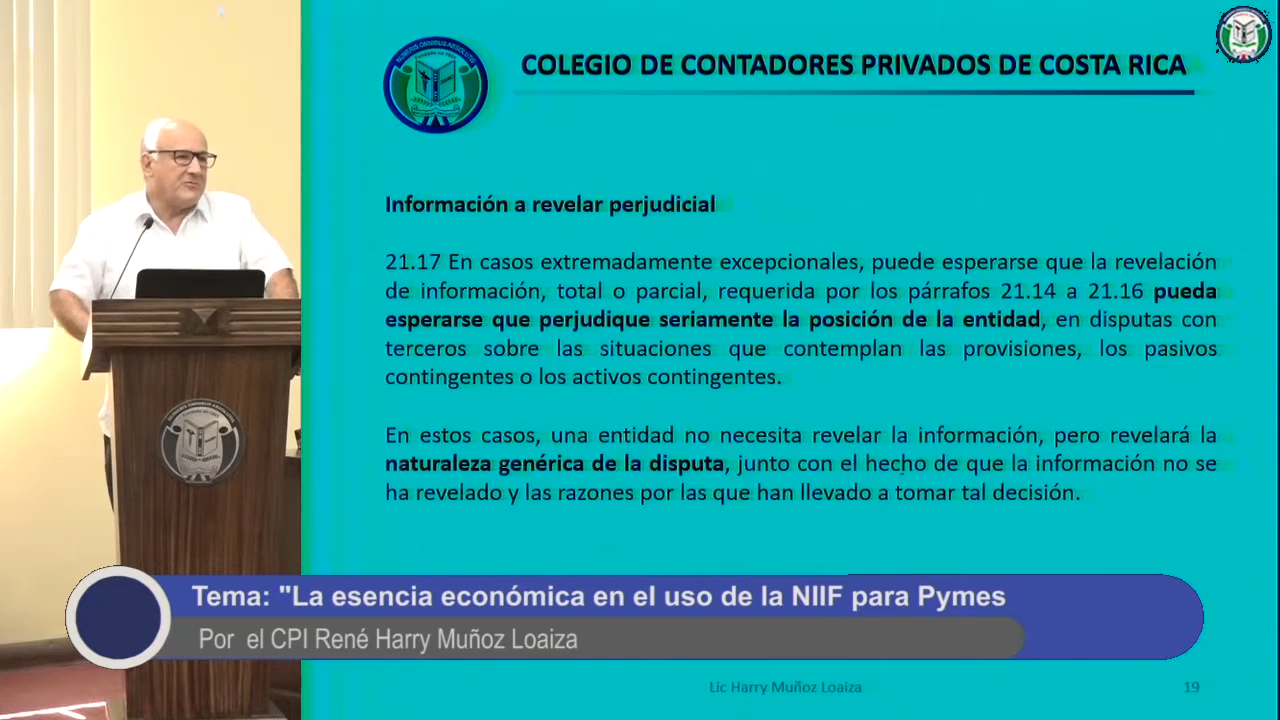 COLEGIO DE CONTADORES PRIVADOS DE COSTA RICA
NUMERIS OMNIBUS ABSOLUTIS
Información a revelar perjudicial
21.17 En casos extremadamente excepcionales, puede esperarse que la revelación
de información, total o parcial, requerida por los párrafos 21.14 a 21.16 pueda
esperarse que perjudique seriamente la posición de la entidad, en disputas con
terceros sobre las situaciones que contemplan las provisiones, los pasivos
contingentes o los activos contingentes.
En estos casos, una entidad no necesita revelar la información, pero revelará la
naturaleza genérica de la disputa, junto con el hecho de que la información no se
ha revelado y las razones por las que han llevado a tomar tal decisión.
Tema: "La esencia económica en el uso de la NIIF para Pymes
Por el CPI René Harry Muñoz Loaiza
Lic Harry Muñoz Loaiza
19